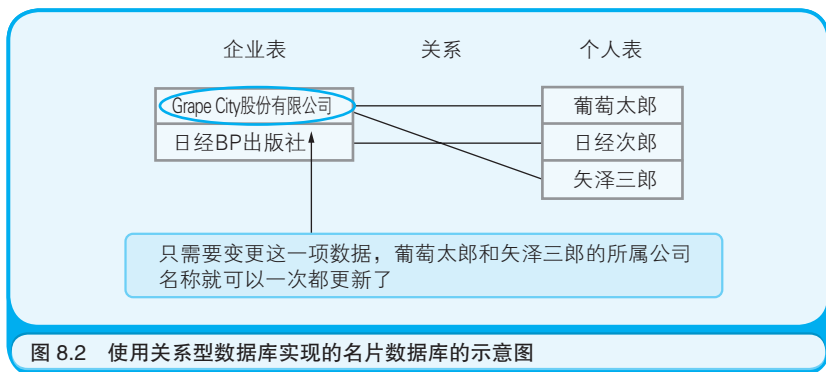 企业表 关系 个人表
Grape City股份有限公司 葡萄太郎
日经BP出版社 日经次郎
矢泽三郎
只需要变更这一项数据，葡萄太郎和矢泽三郎的所属公司
名称就可以一次都更新了
图 8.2 使用关系型数据库实现的名片数据库的示意图